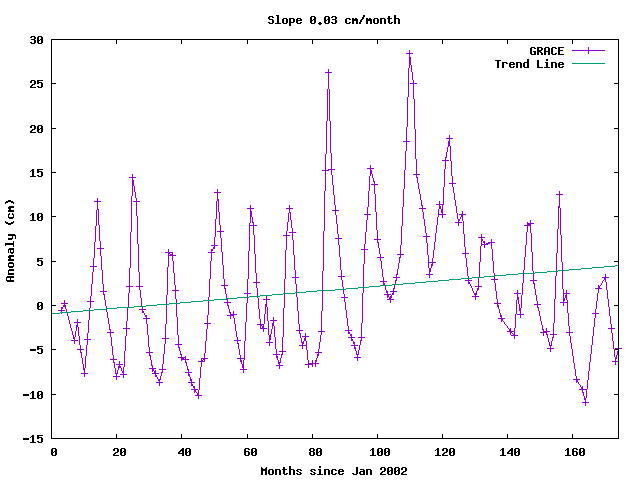 Slope 0.03 cm/month
30
25
20
15
10
5
0
-5
-10
-15
Anomaly (cm)
GRACE
Trend Line
0 20 40 60 80 100 120 140 160
Months since Jan 2002